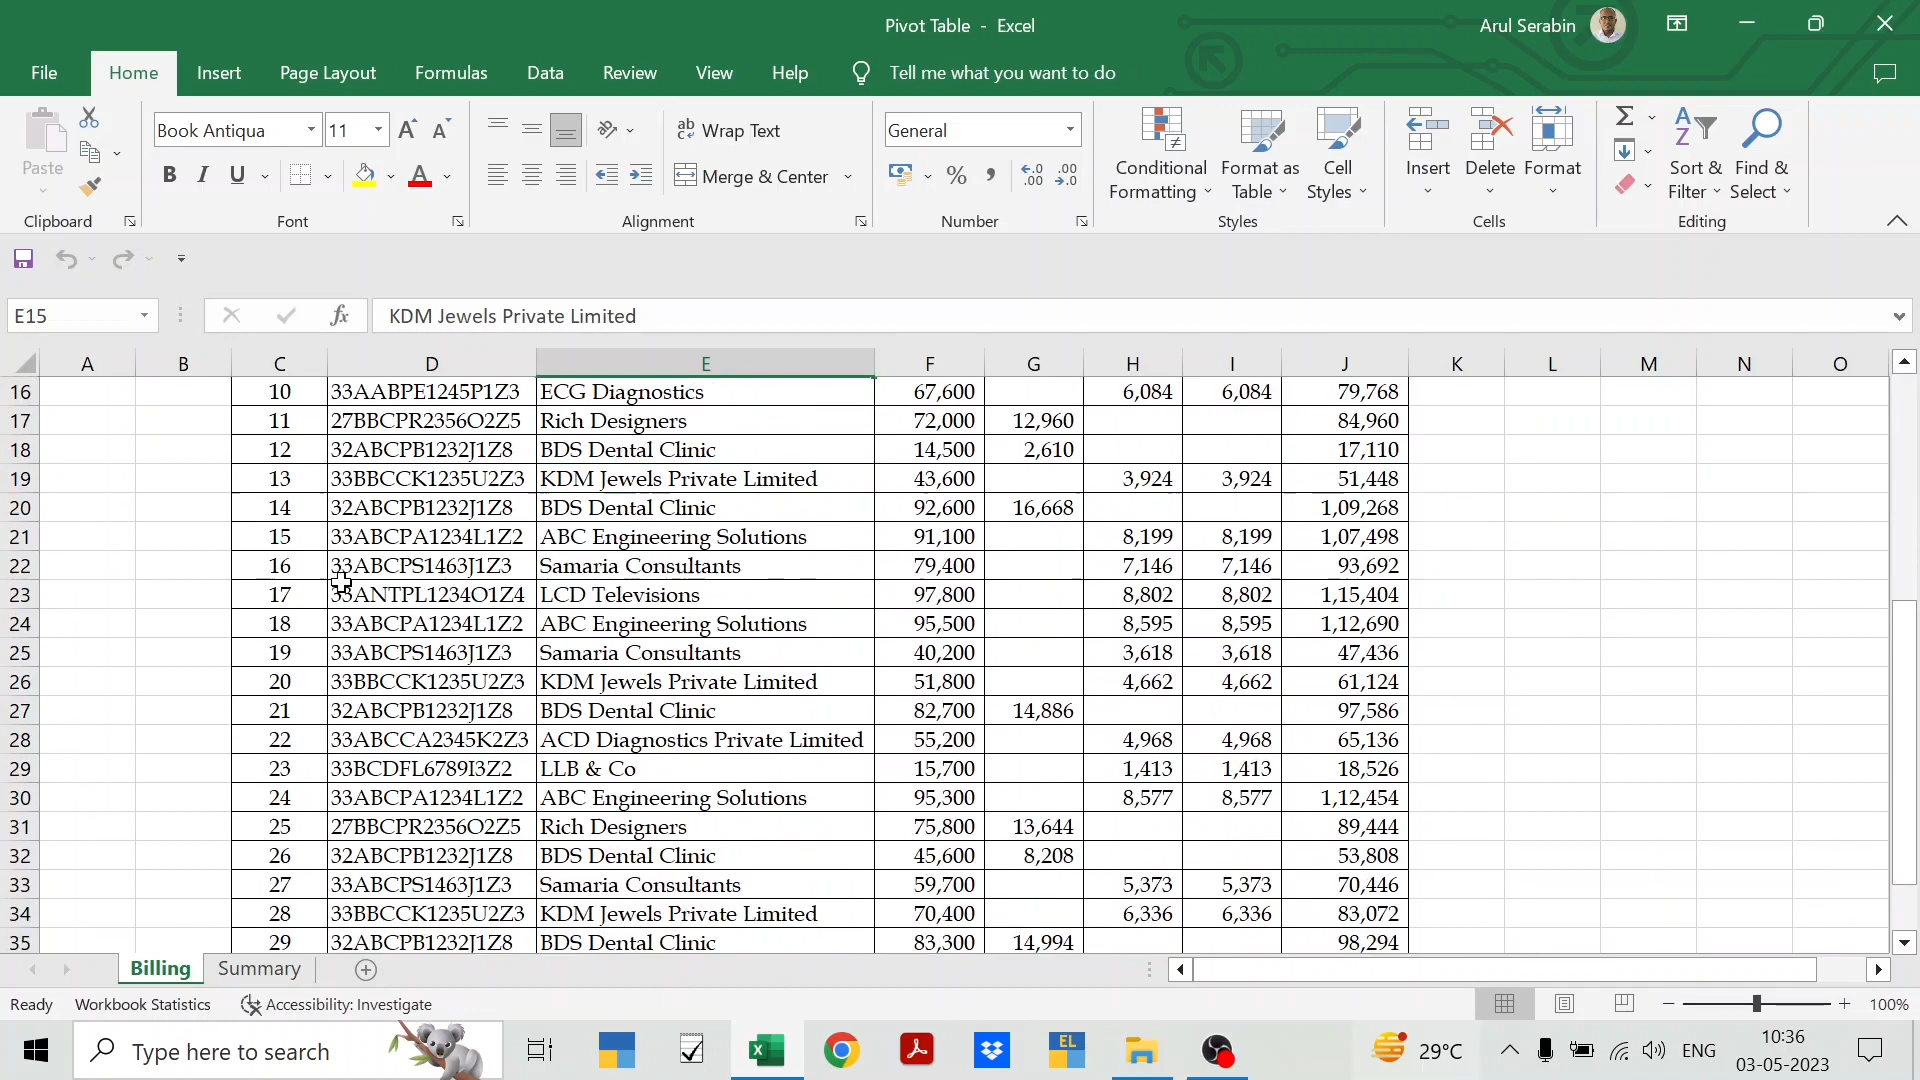 Pivot Table - Excel
Arul Serabin
File Home Insert Page Layout Formulas Data Review View Help Tell me what you want to do
Paste
Book Antiqua 11
Wrap Text
Merge & Center
General
Conditional Formatting
Format as Table
Cell Styles
Insert
Delete
Format
Sort & Filter
Find & Select
Clipboard Font Alignment Number Styles Cells Editing
E15 fx KDM Jewels Private Limited
A B C D E F G H I J K L M N O
16 10 33AABPE1245P1Z3 ECG Diagnostics 67,600 6,084 6,084 79,768
17 11 27BBCPR2356O2Z5 Rich Designers 72,000 12,960 84,960
18 12 32ABCPB1232J1Z8 BDS Dental Clinic 14,500 2,610 17,110
19 13 33BBCCK1235U2Z3 KDM Jewels Private Limited 43,600 3,924 3,924 51,448
20 14 32ABCPB1232J1Z8 BDS Dental Clinic 92,600 16,668 1,09,268
21 15 33ABCPA1234L1Z2 ABC Engineering Solutions 91,100 8,199 8,199 1,07,498
22 16 33ABCPS1463J1Z3 Samaria Consultants 79,400 7,146 7,146 93,692
23 17 33ANTPL1234O1Z4 LCD Televisions 97,800 8,802 8,802 1,15,404
24 18 33ABCPA1234L1Z2 ABC Engineering Solutions 95,500 8,595 8,595 1,12,690
25 19 33ABCPS1463J1Z3 Samaria Consultants 40,200 3,618 3,618 47,436
26 20 33BBCCK1235U2Z3 KDM Jewels Private Limited 51,800 4,662 4,662 61,124
27 21 32ABCPB1232J1Z8 BDS Dental Clinic 82,700 14,886 97,586
28 22 33ABCCA2345K2Z3 ACD Diagnostics Private Limited 55,200 4,968 4,968 65,136
29 23 33BCDFL6789I3Z2 LLB & Co 15,700 1,413 1,413 18,526
30 24 33ABCPA1234L1Z2 ABC Engineering Solutions 95,300 8,577 8,577 1,12,454
31 25 27BBCPR2356O2Z5 Rich Designers 75,800 13,644 89,444
32 26 32ABCPB1232J1Z8 BDS Dental Clinic 45,600 8,208 53,808
33 27 33ABCPS1463J1Z3 Samaria Consultants 59,700 5,373 5,373 70,446
34 28 33BBCCK1235U2Z3 KDM Jewels Private Limited 70,400 6,336 6,336 83,072
35 29 32ABCPB1232J1Z8 BDS Dental Clinic 83,300 14,994 98,294
Billing Summary
Ready Workbook Statistics Accessibility: Investigate 100%
Type here to search
EL
29°C
ENG
10:36
03-05-2023